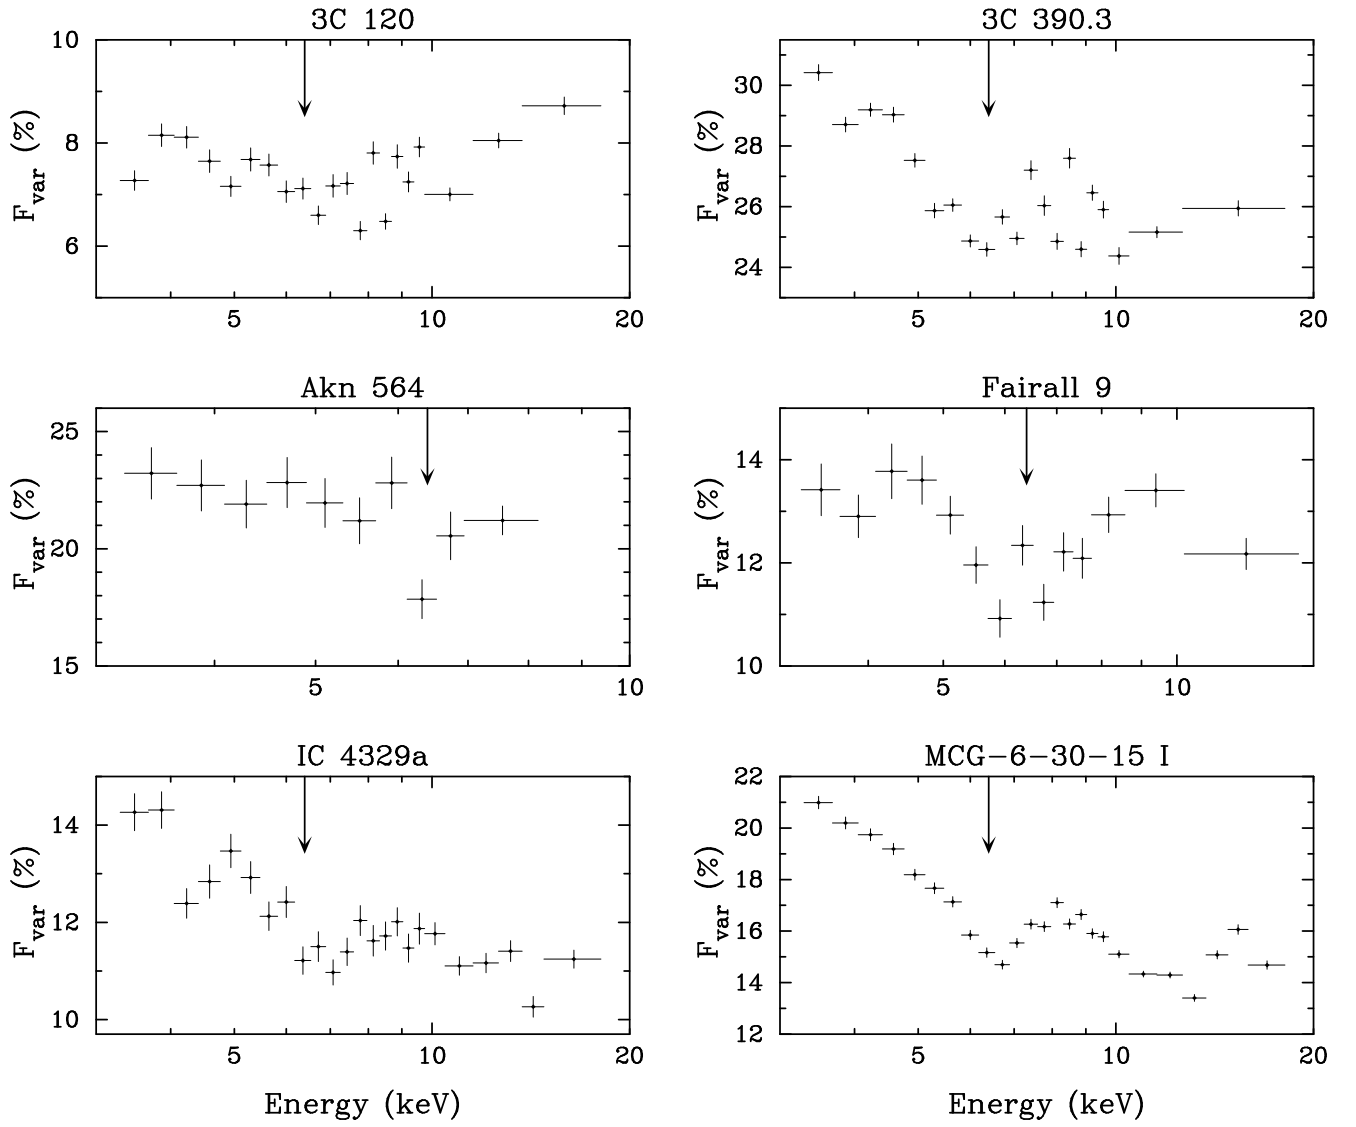 3C 120
3C 390.3
10
8
6
F_var (%)
5
10
20
30
28
26
24
F_var (%)
5
10
20
Akn 564
Fairall 9
25
20
15
F_var (%)
5
10
14
12
10
F_var (%)
5
10
IC 4329a
MCG−6−30−15 I
14
12
10
F_var (%)
5
10
20
22
20
18
16
14
12
F_var (%)
5
10
20
Energy (keV)
Energy (keV)